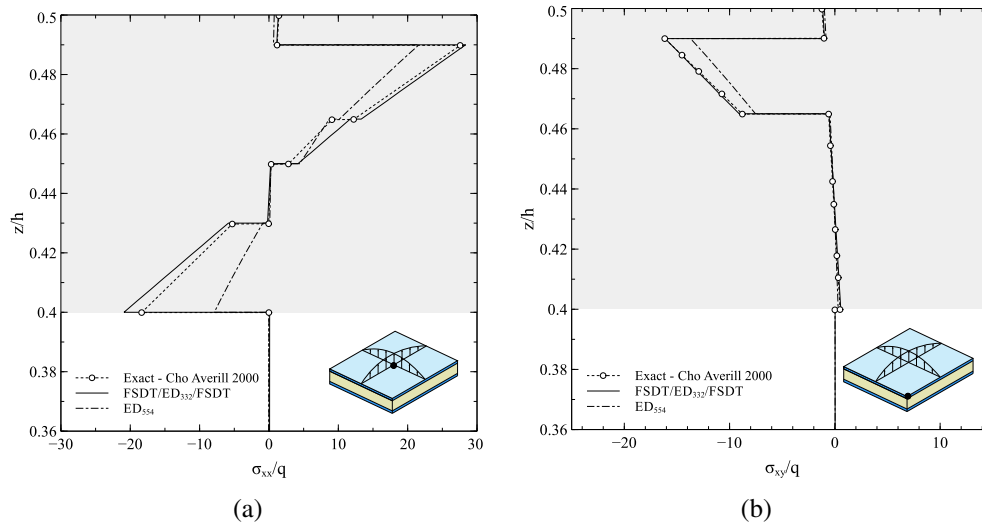 0.5
0.48
0.46
0.44
0.42
0.4
0.38
0.36
z/h
−30
−20
−10
0
10
20
30
σxx/q
Exact - Cho Averill 2000
FSDT/ED332/FSDT
ED554
(a)
0.5
0.48
0.46
0.44
0.42
0.4
0.38
0.36
z/h
−20
−10
0
10
σxy/q
Exact - Cho Averill 2000
FSDT/ED332/FSDT
ED554
(b)